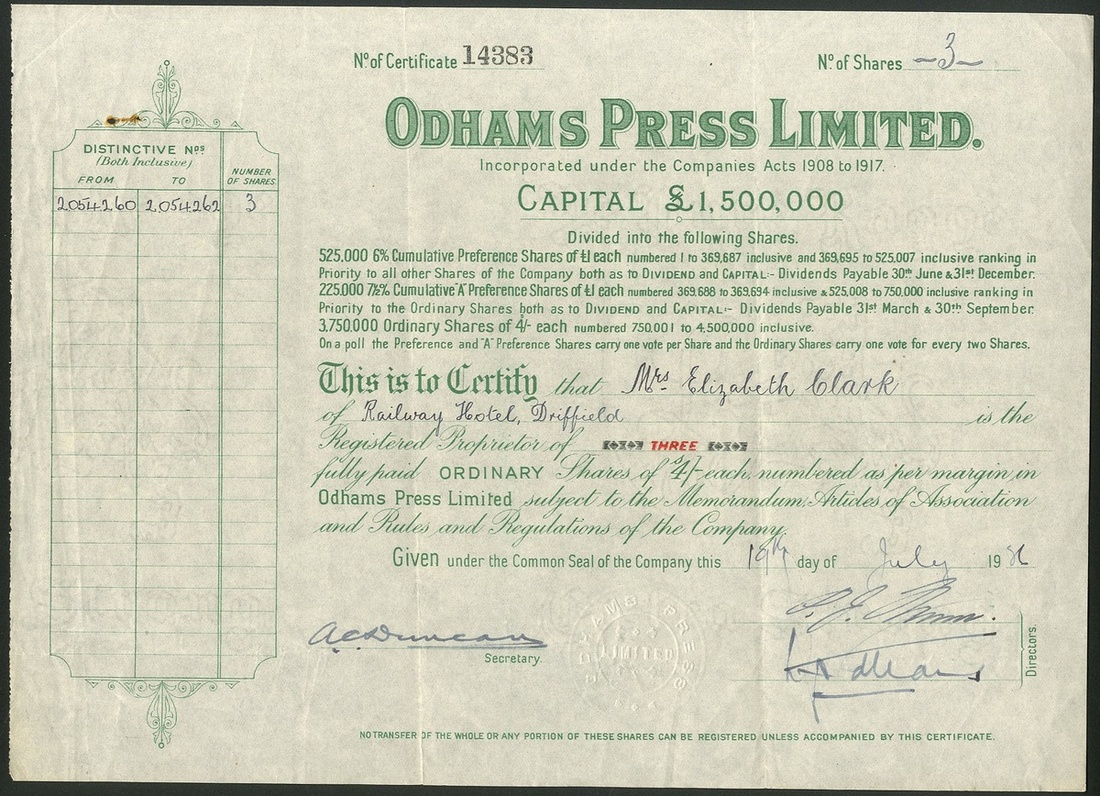 Nº of Certificate 14383
Nº of Shares 3
ODHAMS PRESS LIMITED.
Incorporated under the Companies Acts 1908 to 1917.
CAPITAL £1,500,000
Divided into the following Shares.
525.000 6% Cumulative Preference Shares of £1 each numbered 1 to 369,687 inclusive and 369,695 to 525,007 inclusive ranking in
Priority to all other Shares of the Company both as to DIVIDEND and CAPITAL:- Dividends Payable 30th June & 31st December.
225.000 7½% Cumulative "A" Preference Shares of £1 each numbered 369.688 to 369.694 inclusive & 525,008 to 750.000 inclusive ranking in
Priority to the Ordinary Shares both as to DIVIDEND and CAPITAL:- Dividends Payable 31st March & 30th September.
3.750.000 Ordinary Shares of 4/- each numbered 750,001 to 4,500,000 inclusive.
On a poll the Preference and "A" Preference Shares carry one vote per Share and the Ordinary Shares carry one vote for every two Shares.
This is to Certify that Mrs Elizabeth Clark
of Railway Hotel, Driffield is the
Registered Proprietor of THREE
fully paid ORDINARY Shares of 4/- each, numbered as per margin in
Odhams Press Limited subject to the Memorandum, Articles of Association
and Rules and Regulations of the Company.
Given under the Common Seal of the Company this 19th day of July 19
A C Duncan
Secretary.
Odhams
Directors.
NO TRANSFER OF THE WHOLE OR ANY PORTION OF THESE SHARES CAN BE REGISTERED UNLESS ACCOMPANIED BY THIS CERTIFICATE.
DISTINCTIVE Nos
(Both Inclusive)
FROM TO
NUMBER
OF SHARES
2054260 2054262 3
ODHAMS PRESS
LIMITED